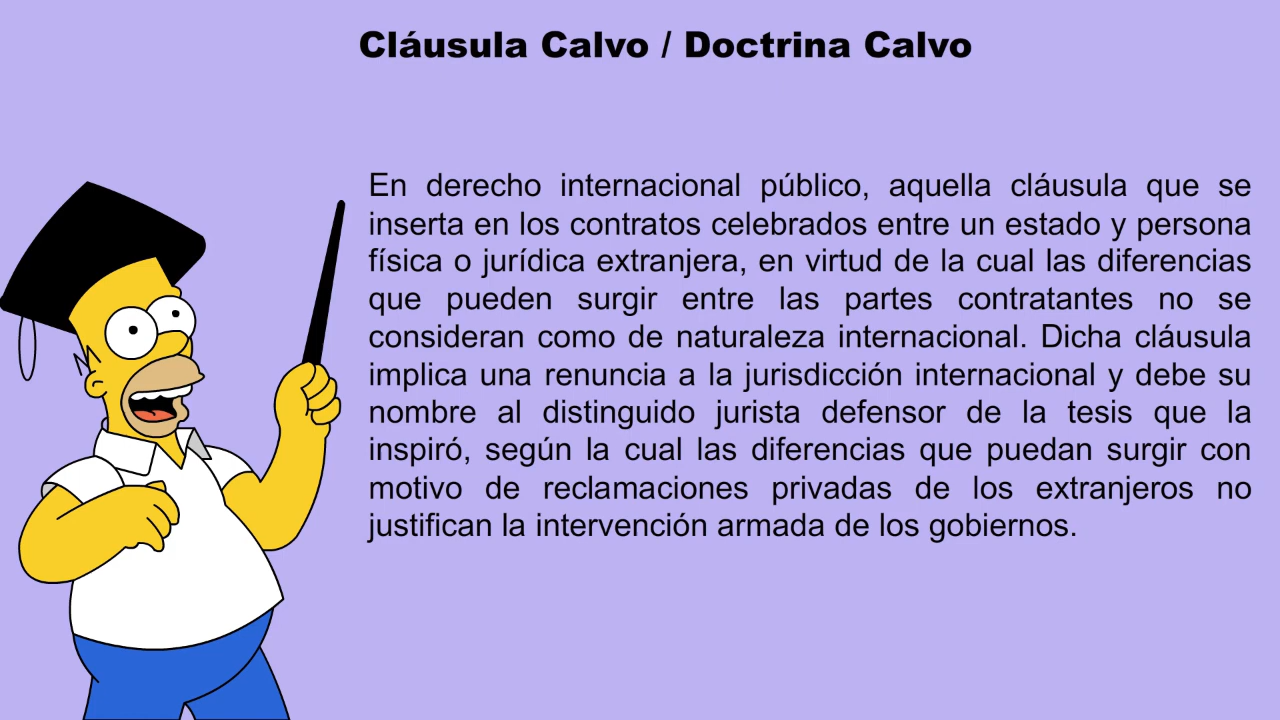 Cláusula Calvo / Doctrina Calvo
En derecho internacional público, aquella cláusula que se
inserta en los contratos celebrados entre un estado y persona
física o jurídica extranjera, en virtud de la cual las diferencias
que pueden surgir entre las partes contratantes no se
consideran como de naturaleza internacional. Dicha cláusula
implica una renuncia a la jurisdicción internacional y debe su
nombre al distinguido jurista defensor de la tesis que la
inspiró, según la cual las diferencias que puedan surgir con
motivo de reclamaciones privadas de los extranjeros no
justifican la intervención armada de los gobiernos.